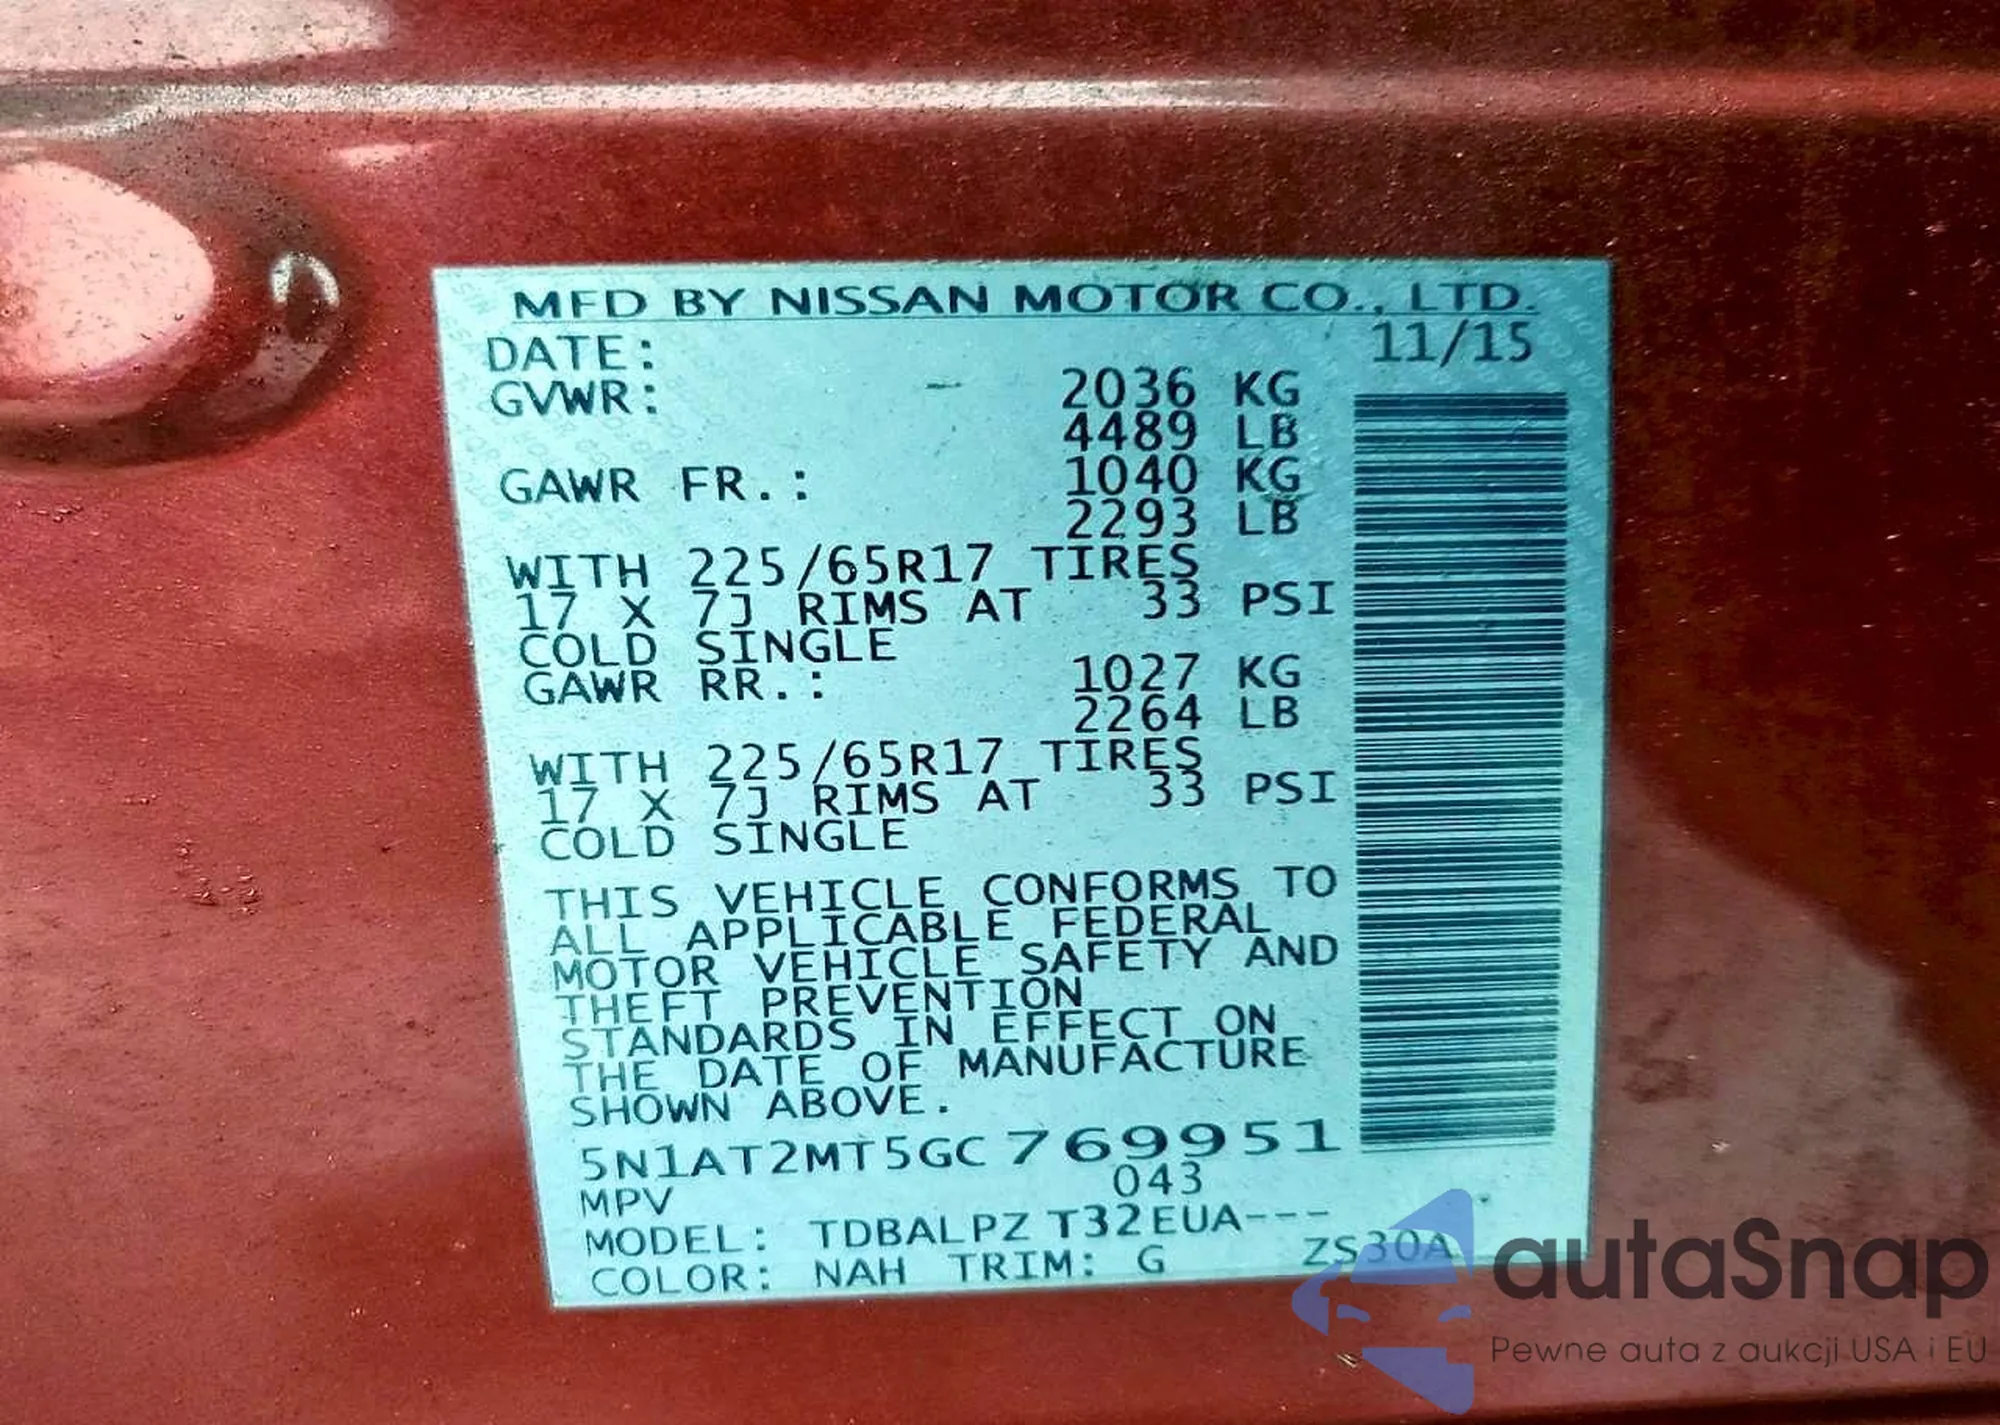 MFD BY NISSAN MOTOR CO., LTD.
DATE: 11/15
GVWR: 2036 KG
4489 LB
GAWR FR.: 1040 KG
2293 LB
WITH 225/65R17 TIRES
17 X 7J RIMS AT 33 PSI
COLD SINGLE
GAWR RR.: 1027 KG
2264 LB
WITH 225/65R17 TIRES
17 X 7J RIMS AT 33 PSI
COLD SINGLE
THIS VEHICLE CONFORMS TO
ALL APPLICABLE FEDERAL
MOTOR VEHICLE SAFETY AND
THEFT PREVENTION
STANDARDS IN EFFECT ON
THE DATE OF MANUFACTURE
SHOWN ABOVE.
5N1AT2MT5GC769951
MPV 043
MODEL: TDBALPZ T32EUA---
COLOR: NAH TRIM: G ZS30A
autaSnap
Pewne auta z aukcji USA i EU